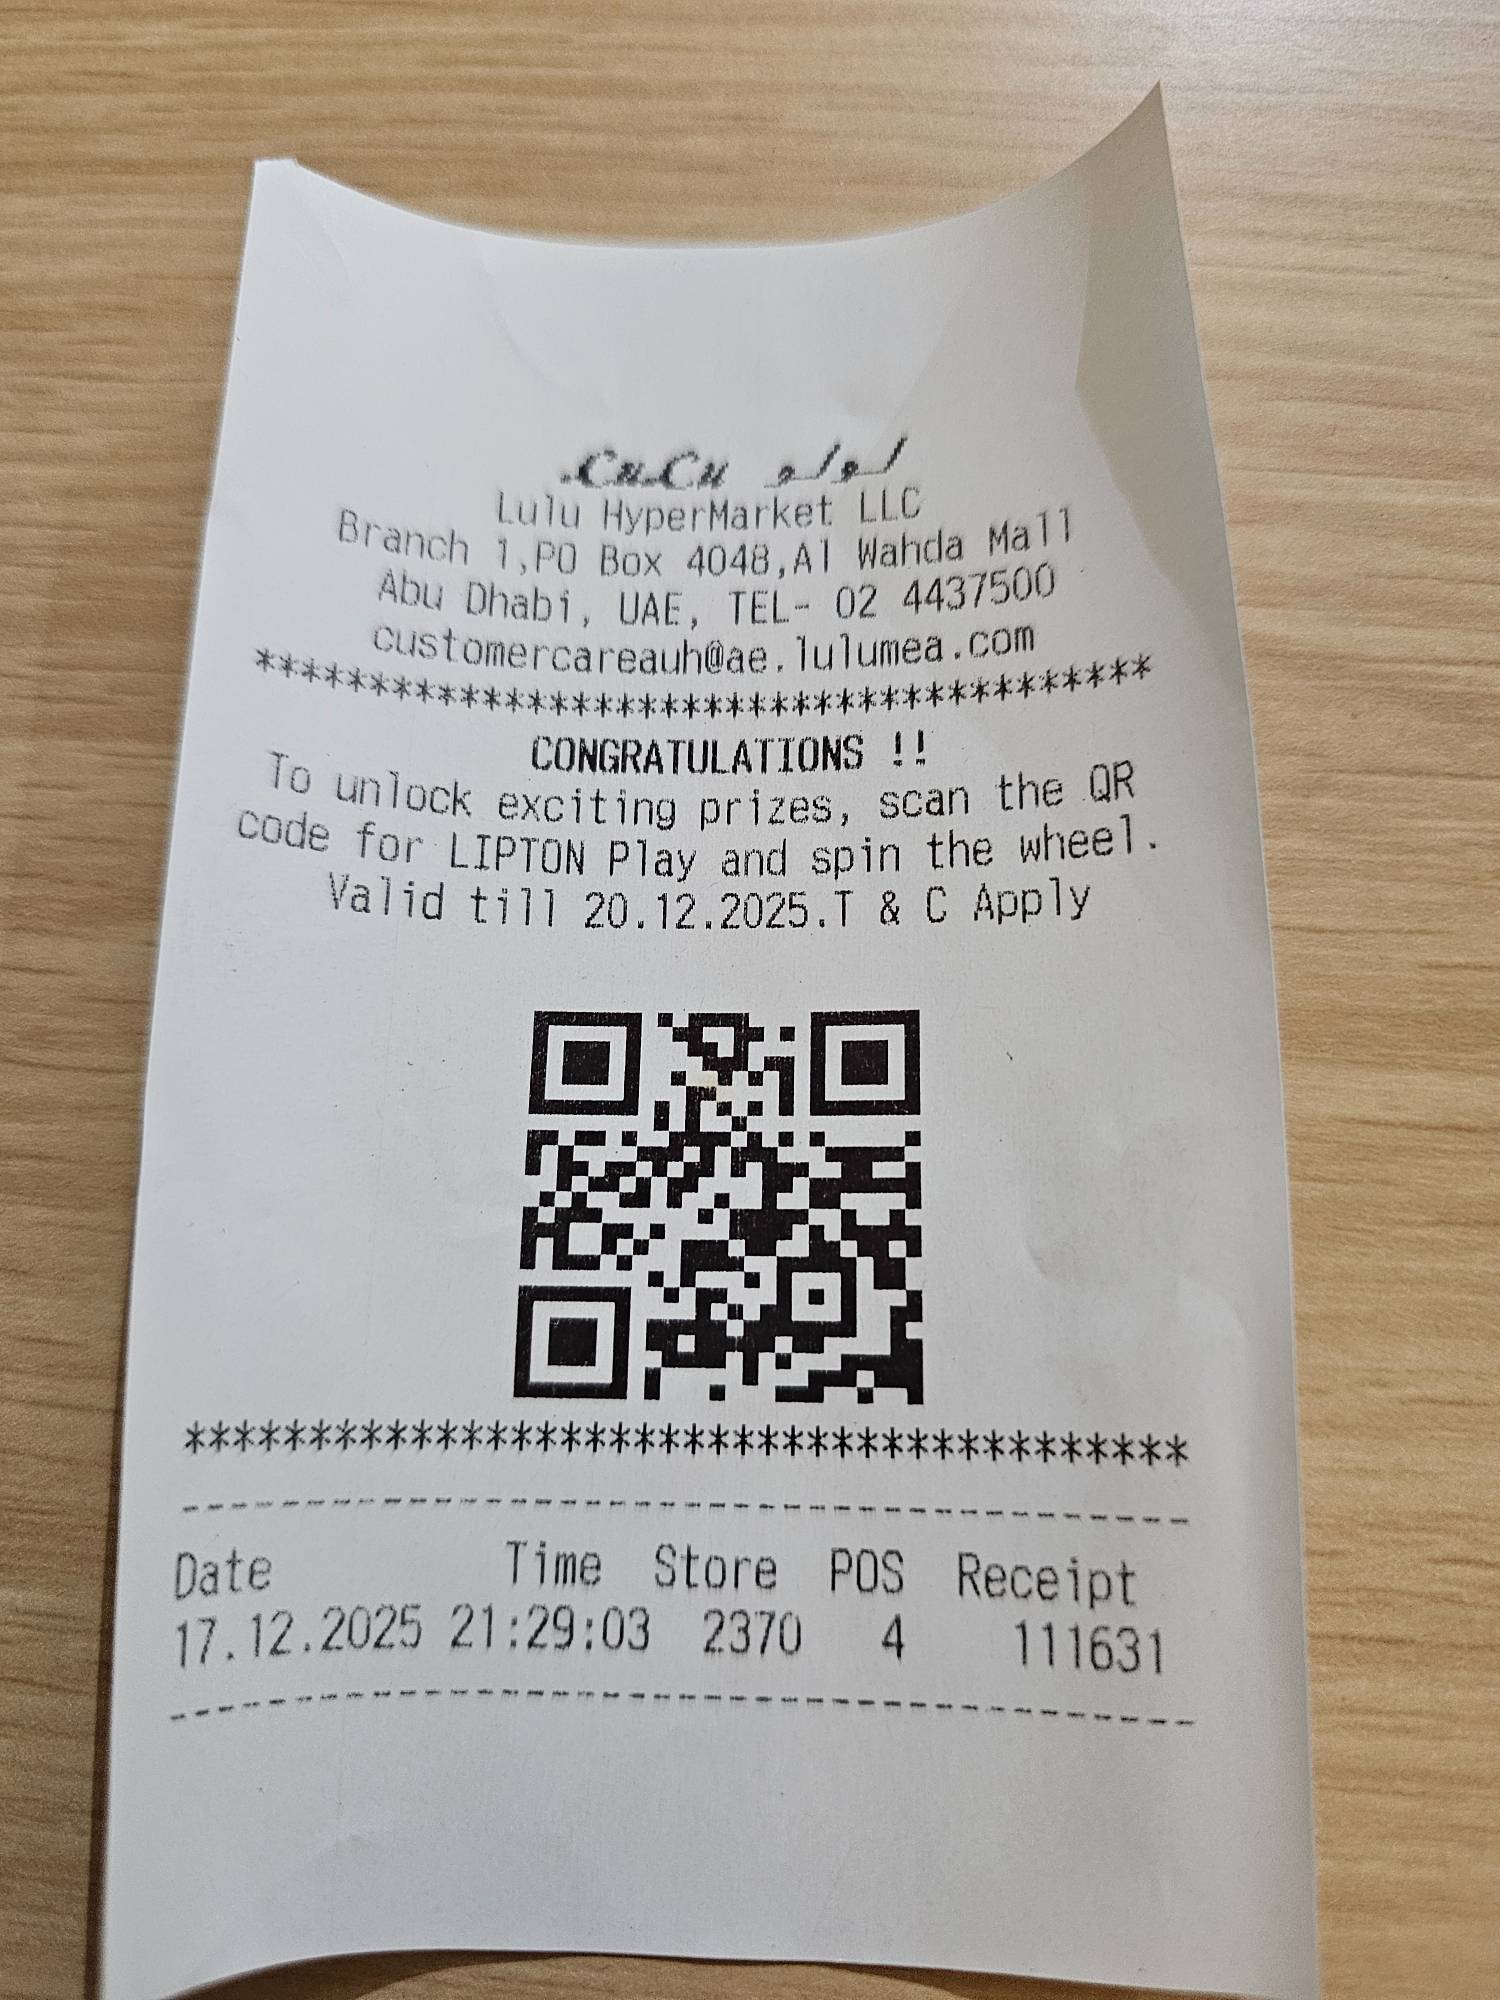 LuLu لولو
Lulu HyperMarket LLC
Branch 1,PO Box 4048,Al Wahda Mall
Abu Dhabi, UAE, TEL- 02 4437500
customercareauh@ae.lulumea.com
****************************************
CONGRATULATIONS !!
To unlock exciting prizes, scan the QR
code for LIPTON Play and spin the wheel.
Valid till 20.12.2025.T & C Apply
****************************************
----------------------------------------
Date Time Store POS Receipt
17.12.2025 21:29:03 2370 4 111631
----------------------------------------